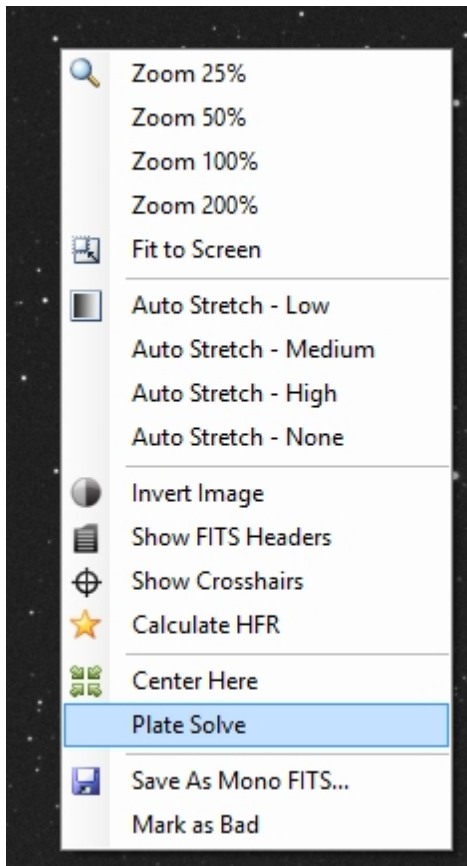 Zoom 25%
Zoom 50%
Zoom 100%
Zoom 200%
Fit to Screen
Auto Stretch - Low
Auto Stretch - Medium
Auto Stretch - High
Auto Stretch - None
Invert Image
Show FITS Headers
Show Crosshairs
Calculate HFR
Center Here
Plate Solve
Save As Mono FITS...
Mark as Bad